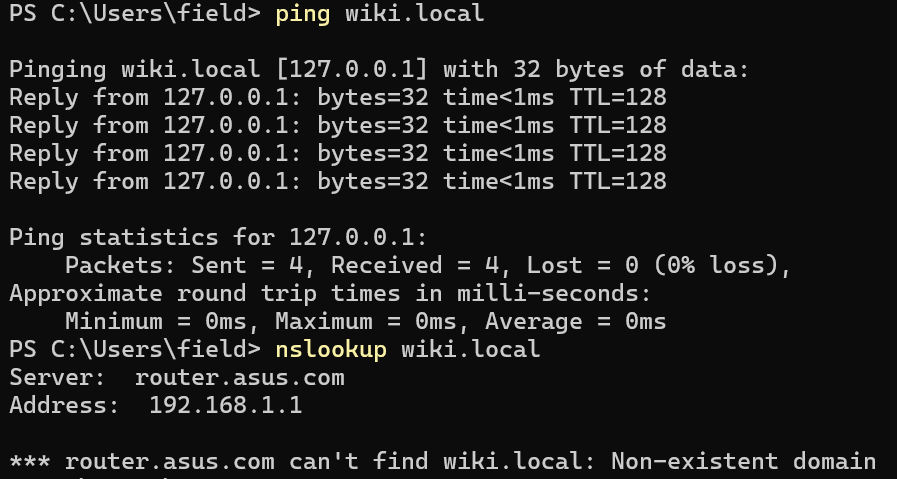 PS C:\Users\field> ping wiki.local
Pinging wiki.local [127.0.0.1] with 32 bytes of data:
Reply from 127.0.0.1: bytes=32 time<1ms TTL=128
Reply from 127.0.0.1: bytes=32 time<1ms TTL=128
Reply from 127.0.0.1: bytes=32 time<1ms TTL=128
Reply from 127.0.0.1: bytes=32 time<1ms TTL=128
Ping statistics for 127.0.0.1:
    Packets: Sent = 4, Received = 4, Lost = 0 (0% loss),
Approximate round trip times in milli-seconds:
    Minimum = 0ms, Maximum = 0ms, Average = 0ms
PS C:\Users\field> nslookup wiki.local
Server:  router.asus.com
Address:  192.168.1.1
*** router.asus.com can't find wiki.local: Non-existent domain